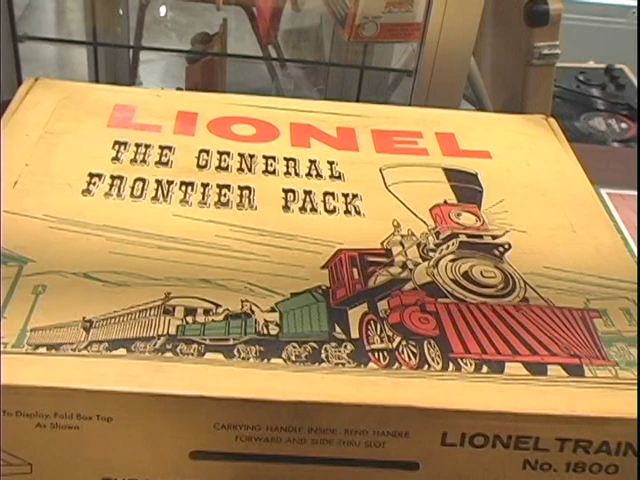 LIONEL
THE GENERAL
FRONTIER PACK
To Display, Fold Box Top
As Shown
CARRYING HANDLE INSIDE-BEND HANDLE
FORWARD AND SLIDE THRU SLOT
LIONEL TRAIN
No. 1800